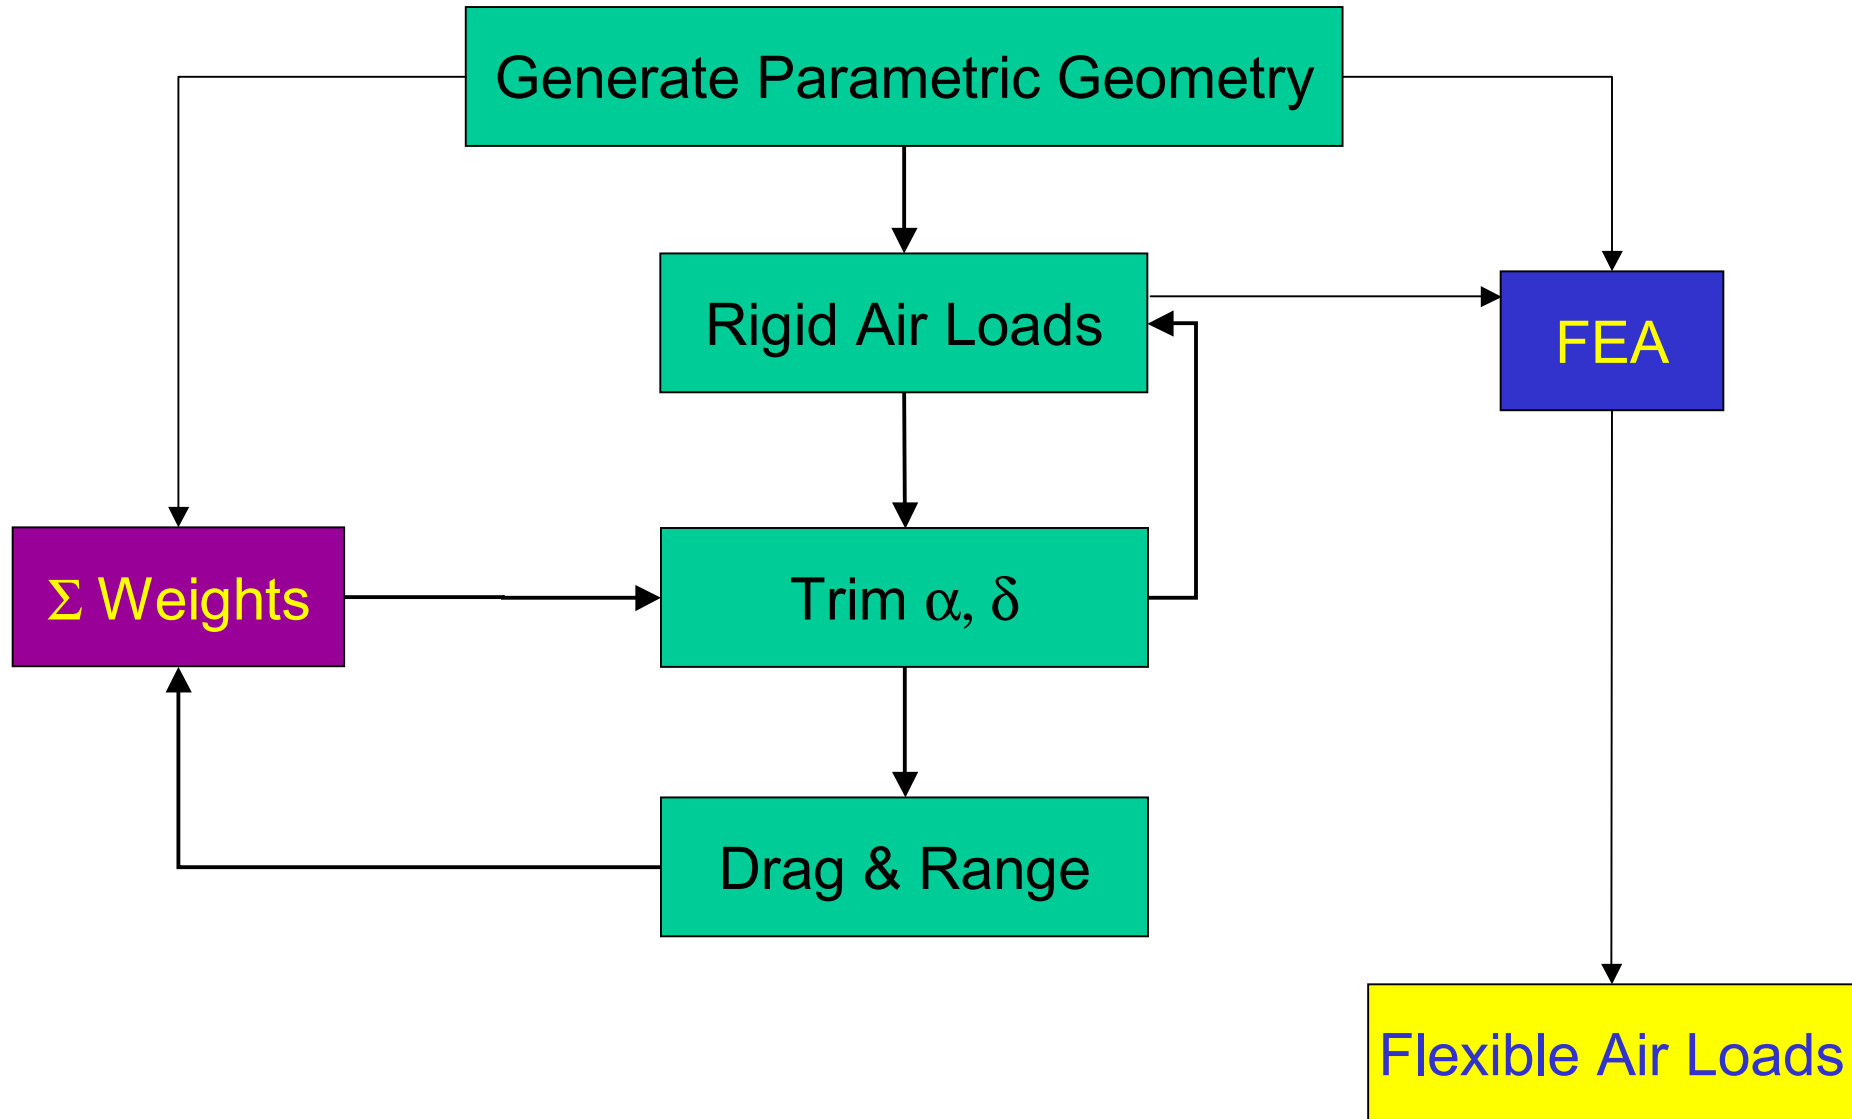 Generate Parametric Geometry
Rigid Air Loads
FEA
Σ Weights
Trim α, δ
Drag & Range
Flexible Air Loads